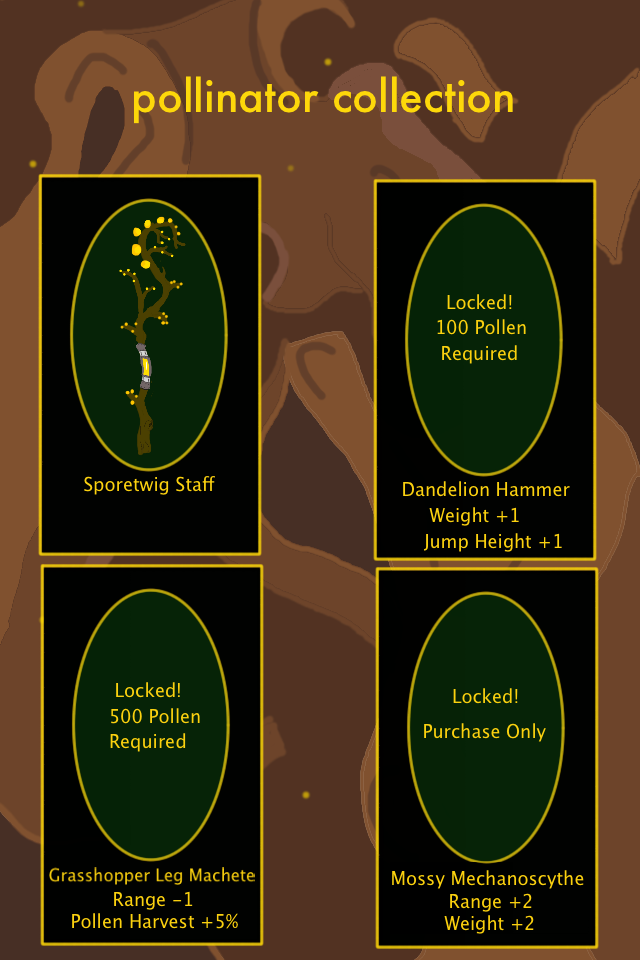 pollinator collection
Sporetwig Staff
Locked!
100 Pollen
Required
Dandelion Hammer
Weight +1
Jump Height +1
Locked!
500 Pollen
Required
Grasshopper Leg Machete
Range -1
Pollen Harvest +5%
Locked!
Purchase Only
Mossy Mechanoscythe
Range +2
Weight +2